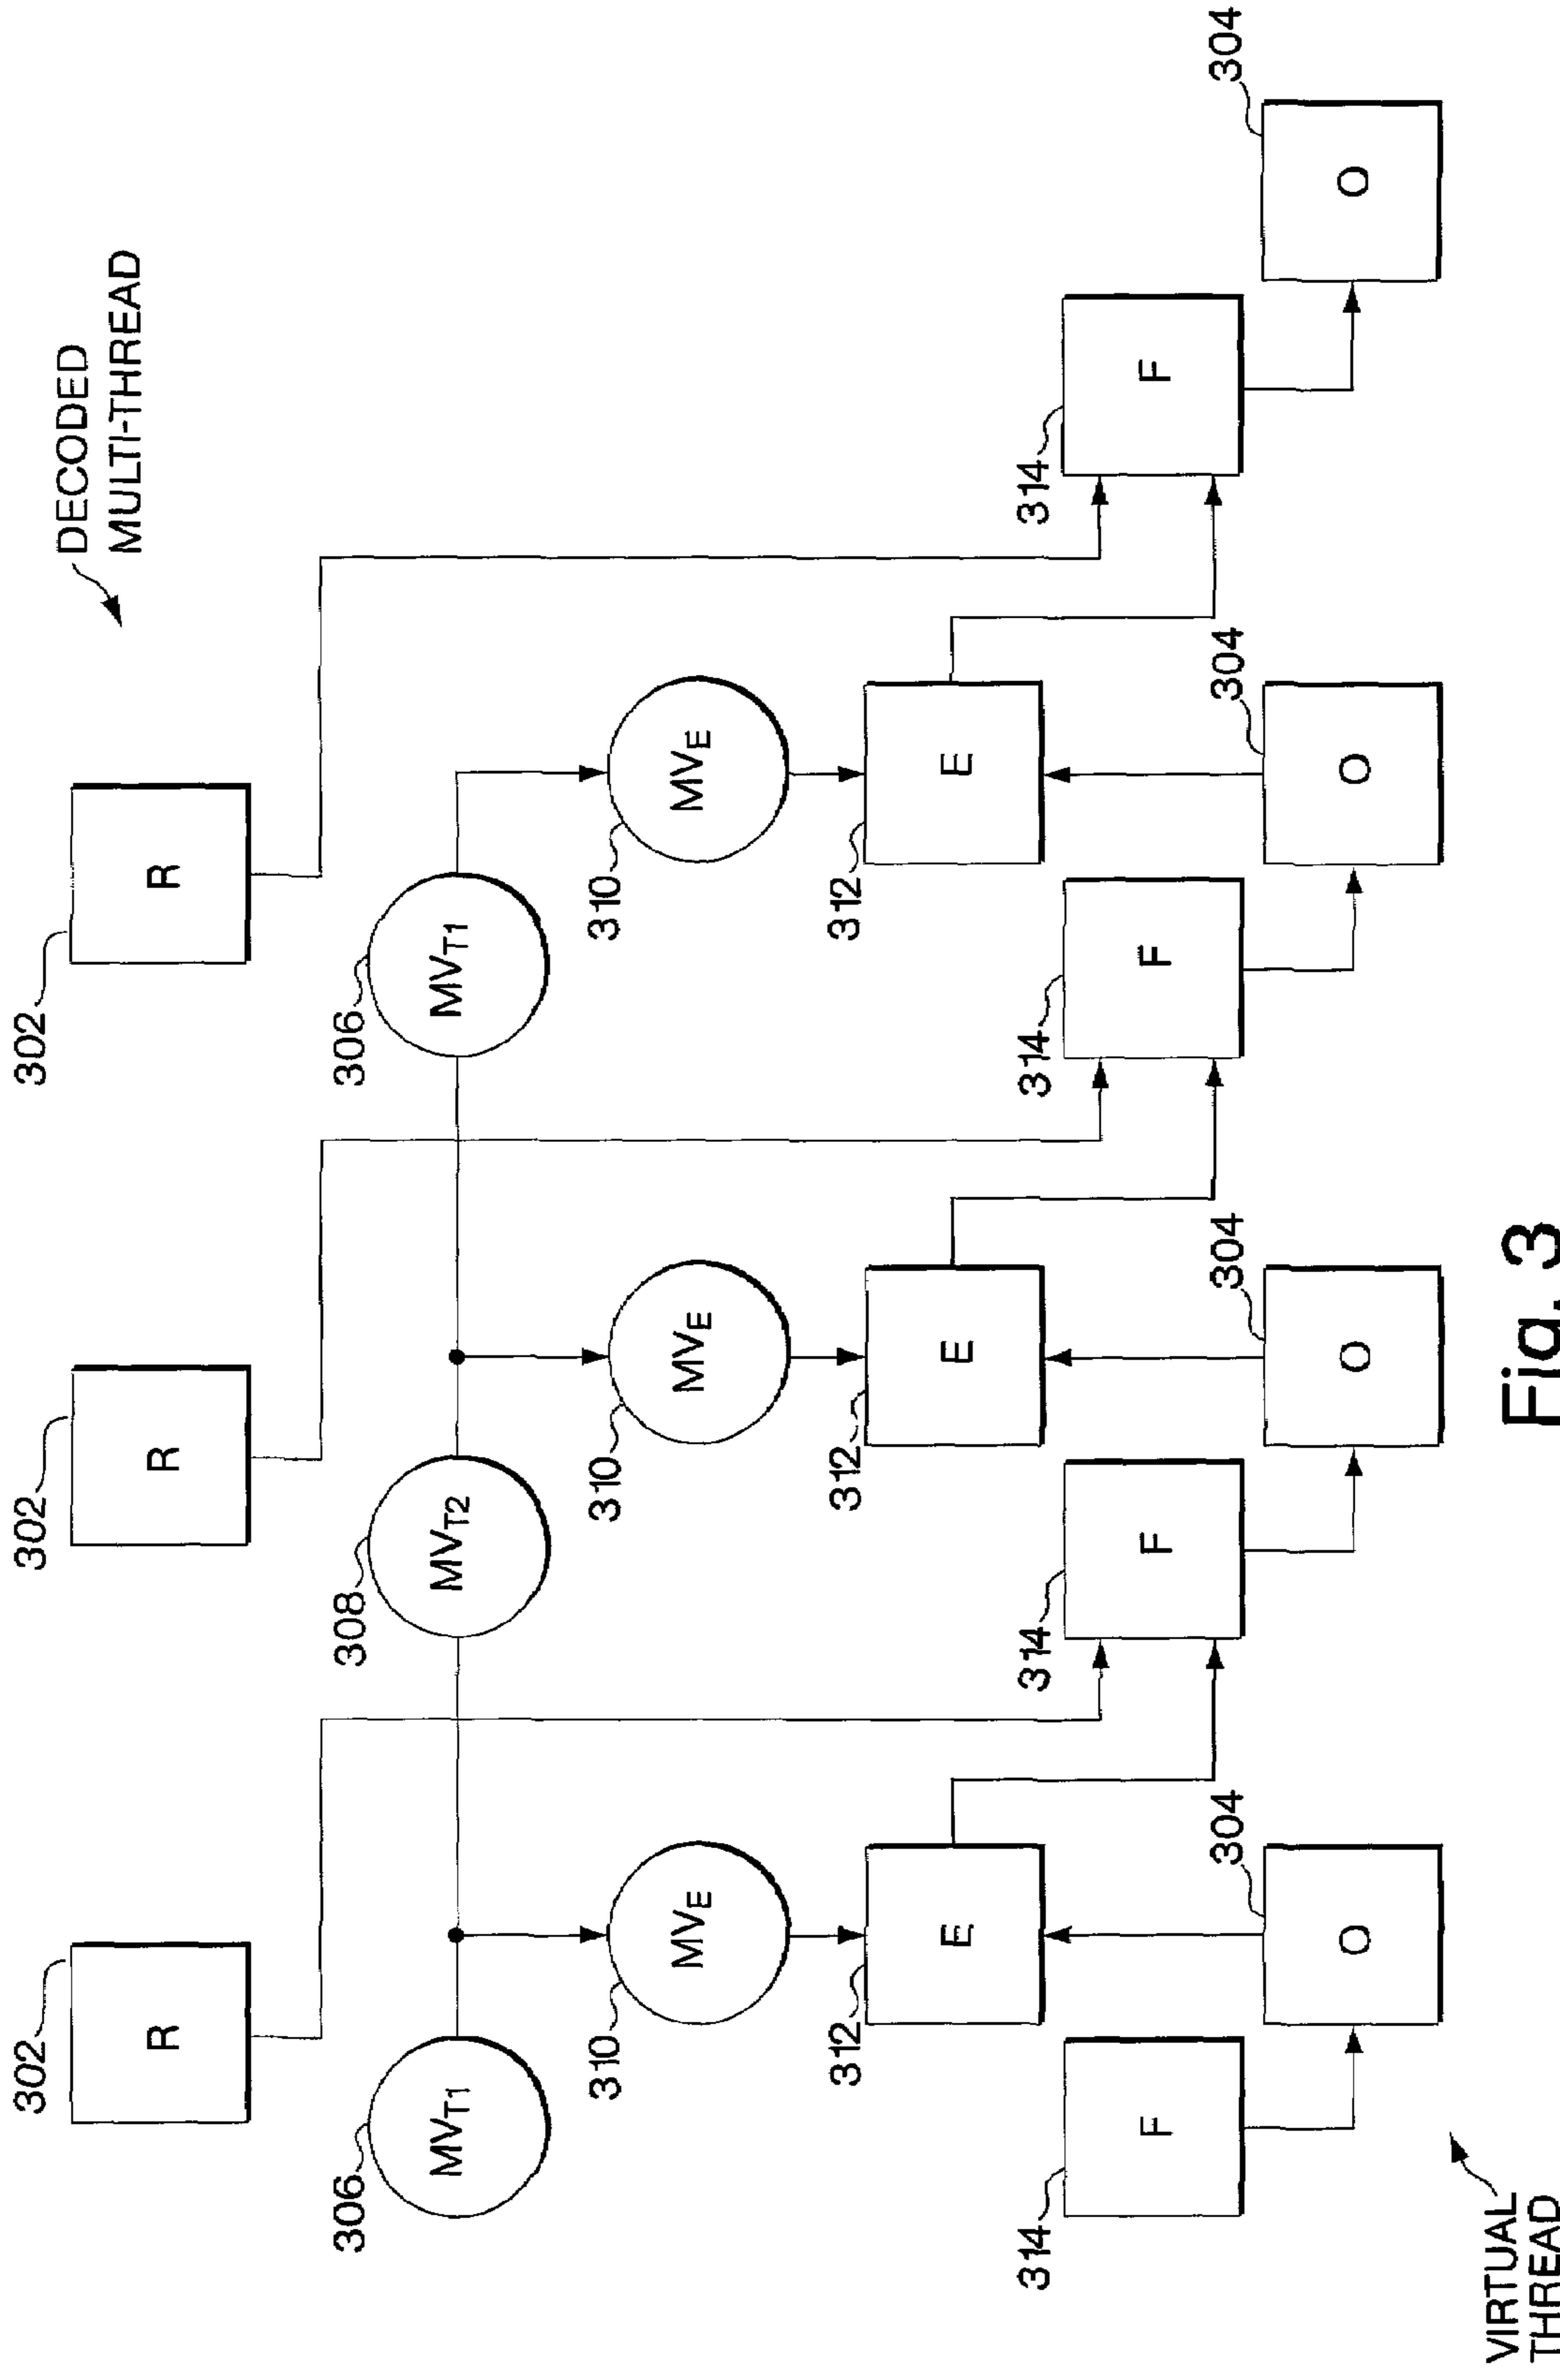 302
302
302
DECODED
MULTI-THREAD
R
R
R
306
308
306
MVT1
MVT2
MVT1
310
310
310
MVE
MVE
MVE
312
312
312
E
E
E
314
314
314
314
F
F
F
F
304
304
304
304
O
O
O
O
VIRTUAL
THREAD
Fig. 3